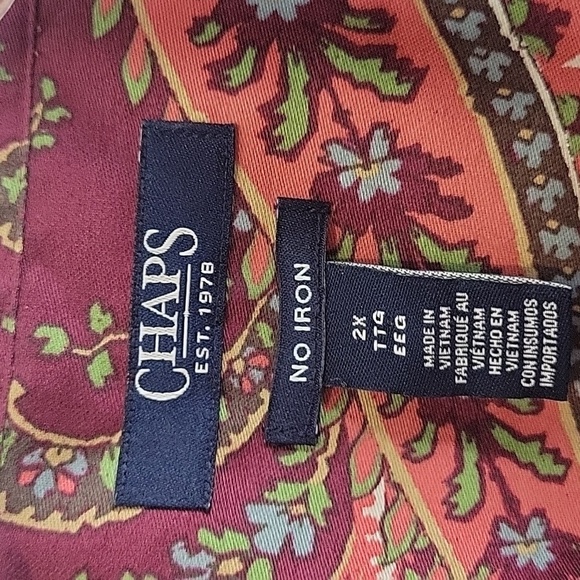 CHAPS
EST. 1978
NO IRON
2X
TTG
EEG
MADE IN
VIETNAM
FABRIQUÉ AU
VIÊTNAM
HECHO EN
VIETNAM
CON INSUMOS
IMPORTADOS